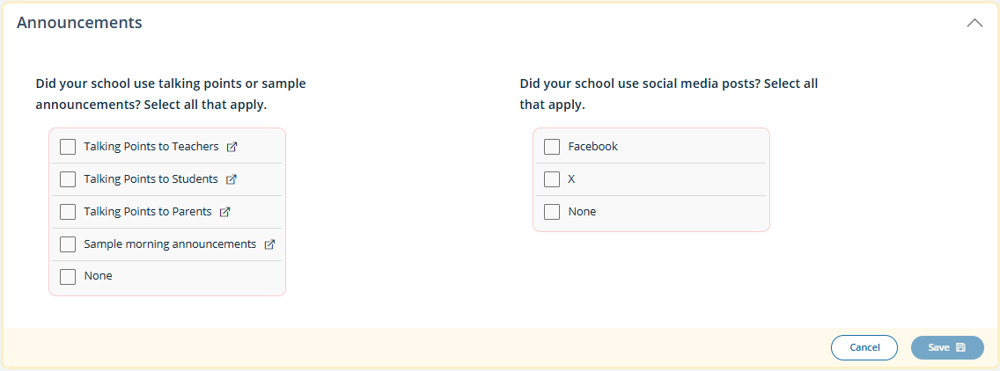 Announcements
Did your school use talking points or sample
announcements? Select all that apply.
Talking Points to Teachers
Talking Points to Students
Talking Points to Parents
Sample morning announcements
None
Did your school use social media posts? Select all
that apply.
Facebook
X
None
Cancel
Save